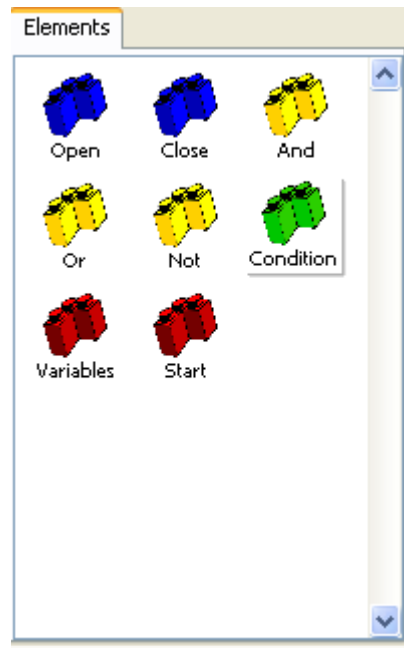 Elements
Open Close And
Or Not Condition
Variables Start